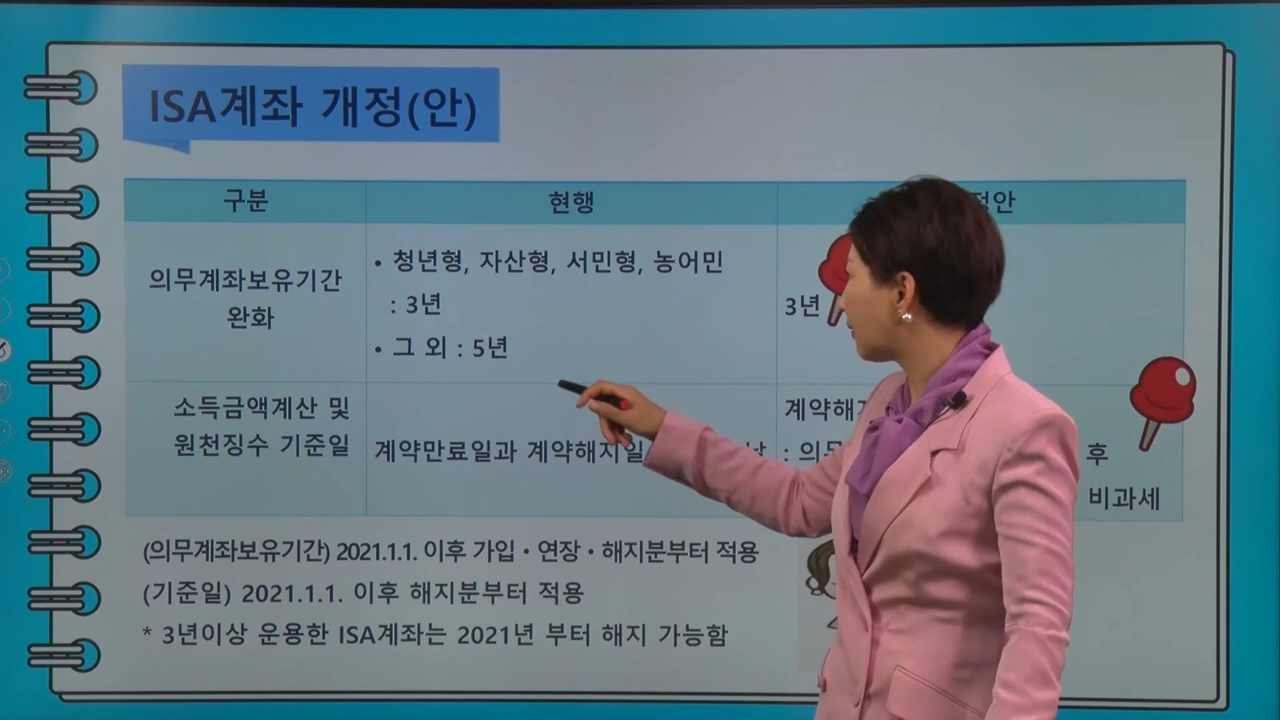 ISA계좌 개정(안)
구분 현행 정안
의무계좌보유기간
완화
• 청년형, 자산형, 서민형, 농어민
: 3년
• 그 외 : 5년
3년
소득금액계산 및
원천징수 기준일
계약만료일과 계약해지일
계약해지
: 의무 후
비과세
(의무계좌보유기간) 2021.1.1. 이후 가입·연장·해지분부터 적용
(기준일) 2021.1.1. 이후 해지분부터 적용
* 3년이상 운용한 ISA계좌는 2021년 부터 해지 가능함